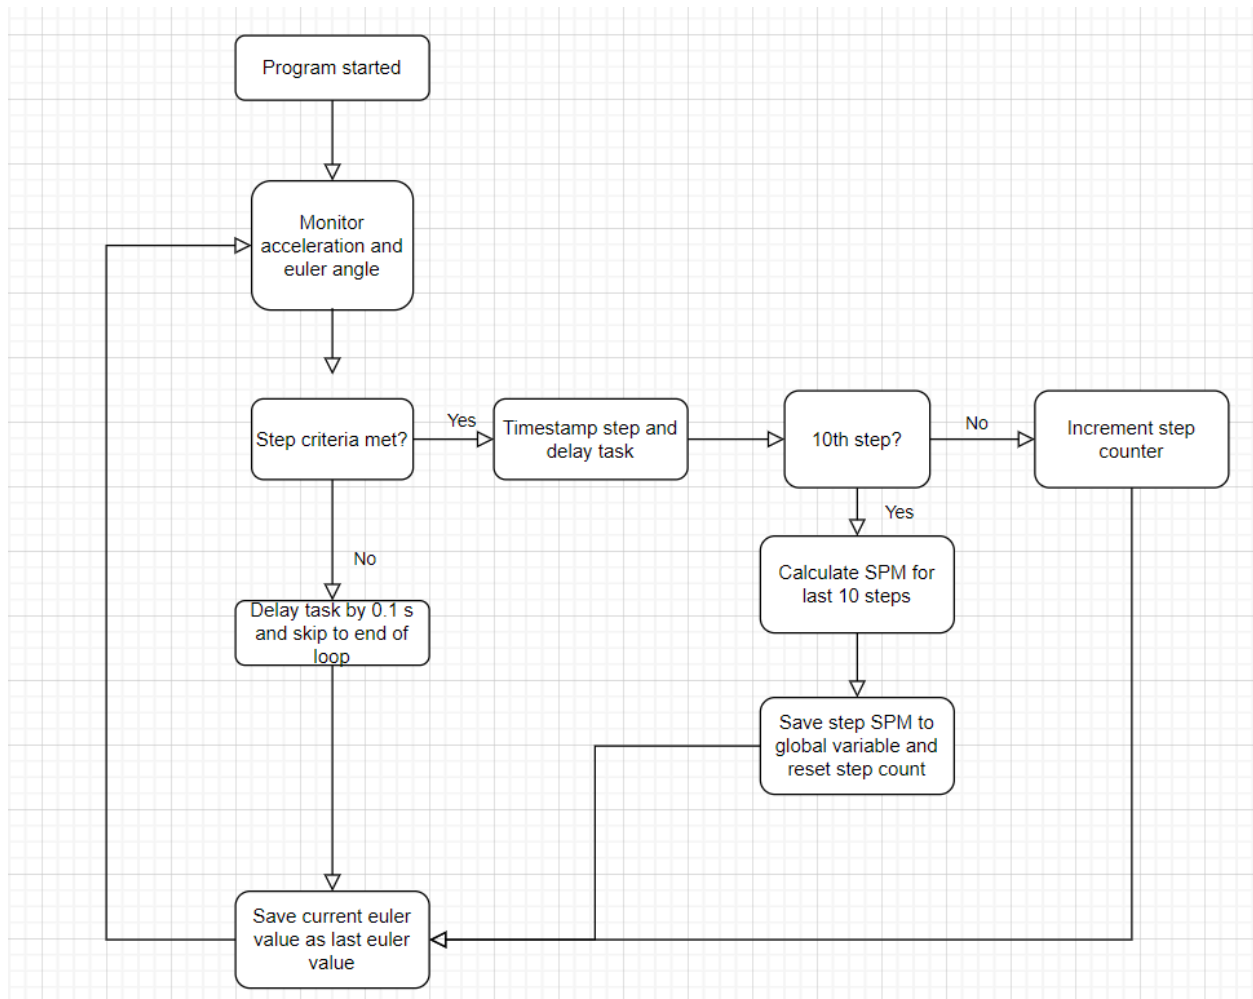 Program started
Monitor
acceleration and
euler angle
Step criteria met?
Yes
Timestamp step and
delay task
10th step?
No
Increment step
counter
Yes
Calculate SPM for
last 10 steps
No
Delay task by 0.1 s
and skip to end of
loop
Save step SPM to
global variable and
reset step count
Save current euler
value as last euler
value